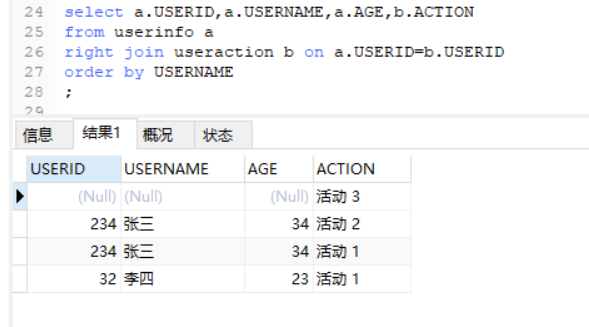 24 select a.USERID,a.USERNAME,a.AGE,b.ACTION
25 from userinfo a
26 right join useraction b on a.USERID=b.USERID
27 order by USERNAME
28 ;
29
信息 结果1 概况 状态
USERID USERNAME AGE ACTION
(Null) (Null) (Null) 活动 3
234 张三 34 活动 2
234 张三 34 活动 1
32 李四 23 活动 1